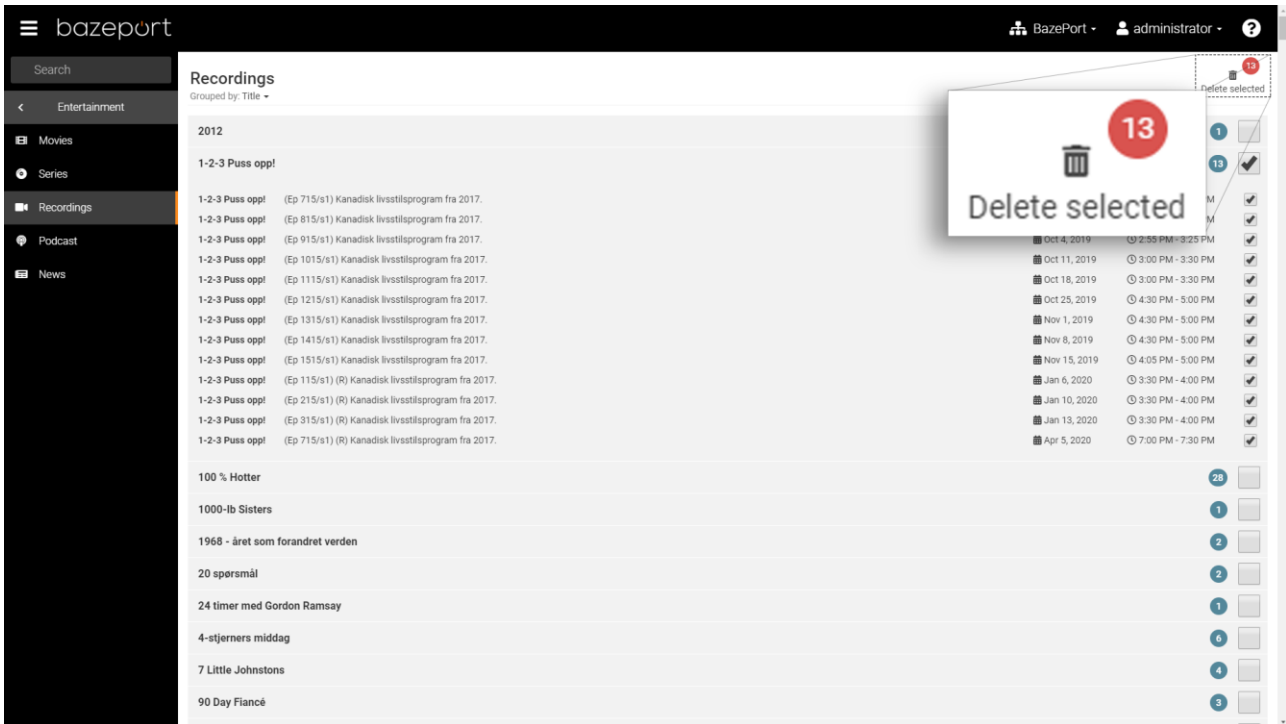 bazeport
BazePort
administrator
Search
Recordings
13
Grouped by: Title
Delete selected
Entertainment
13
Delete selected
2012
1
Movies
1-2-3 Puss opp!
13
Series
1-2-3 Puss opp! (Ep 715/s1) Kanadisk livsstilsprogram fra 2017. M
Recordings
1-2-3 Puss opp! (Ep 815/s1) Kanadisk livsstilsprogram fra 2017. M
1-2-3 Puss opp! (Ep 915/s1) Kanadisk livsstilsprogram fra 2017. Oct 4, 2019 2:55 PM - 3:25 PM
Podcast
1-2-3 Puss opp! (Ep 1015/s1) Kanadisk livsstilsprogram fra 2017. Oct 11, 2019 3:00 PM - 3:30 PM
News
1-2-3 Puss opp! (Ep 1115/s1) Kanadisk livsstilsprogram fra 2017. Oct 18, 2019 3:00 PM - 3:30 PM
1-2-3 Puss opp! (Ep 1215/s1) Kanadisk livsstilsprogram fra 2017. Oct 25, 2019 4:30 PM - 5:00 PM
1-2-3 Puss opp! (Ep 1315/s1) Kanadisk livsstilsprogram fra 2017. Nov 1, 2019 4:30 PM - 5:00 PM
1-2-3 Puss opp! (Ep 1415/s1) Kanadisk livsstilsprogram fra 2017. Nov 8, 2019 4:30 PM - 5:00 PM
1-2-3 Puss opp! (Ep 1515/s1) Kanadisk livsstilsprogram fra 2017. Nov 15, 2019 4:05 PM - 5:00 PM
1-2-3 Puss opp! (Ep 115/s1) (R) Kanadisk livsstilsprogram fra 2017. Jan 6, 2020 3:30 PM - 4:00 PM
1-2-3 Puss opp! (Ep 215/s1) (R) Kanadisk livsstilsprogram fra 2017. Jan 10, 2020 3:30 PM - 4:00 PM
1-2-3 Puss opp! (Ep 315/s1) (R) Kanadisk livsstilsprogram fra 2017. Jan 13, 2020 3:30 PM - 4:00 PM
1-2-3 Puss opp! (Ep 715/s1) (R) Kanadisk livsstilsprogram fra 2017. Apr 5, 2020 7:00 PM - 7:30 PM
100 % Hotter 28
1000-lb Sisters 1
1968 - året som forandret verden 2
20 spørsmål 2
24 timer med Gordon Ramsay 1
4-stjerners middag 6
7 Little Johnstons 4
90 Day Fiancé 3